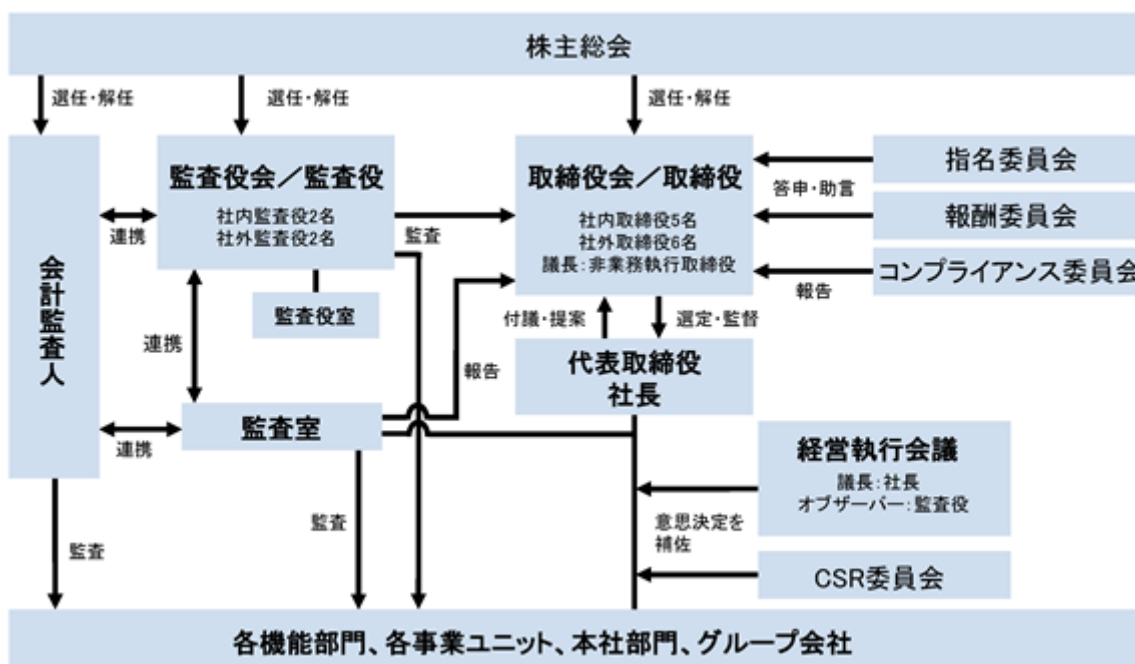 株主総会
選任・解任
選任・解任
選任・解任
監査役会／監査役
社内監査役2名
社外監査役2名
取締役会／取締役
社内取締役5名
社外取締役6名
議長：非業務執行取締役
指名委員会
答申・助言
報酬委員会
コンプライアンス委員会
報告
連携
監査
会計監査人
監査役室
付議・提案
選定・監督
連携
報告
代表取締役
社長
監査室
連携
経営執行会議
議長：社長
オブザーバー：監査役
監査
監査
意思決定を
補佐
CSR委員会
各機能部門、各事業ユニット、本社部門、グループ会社